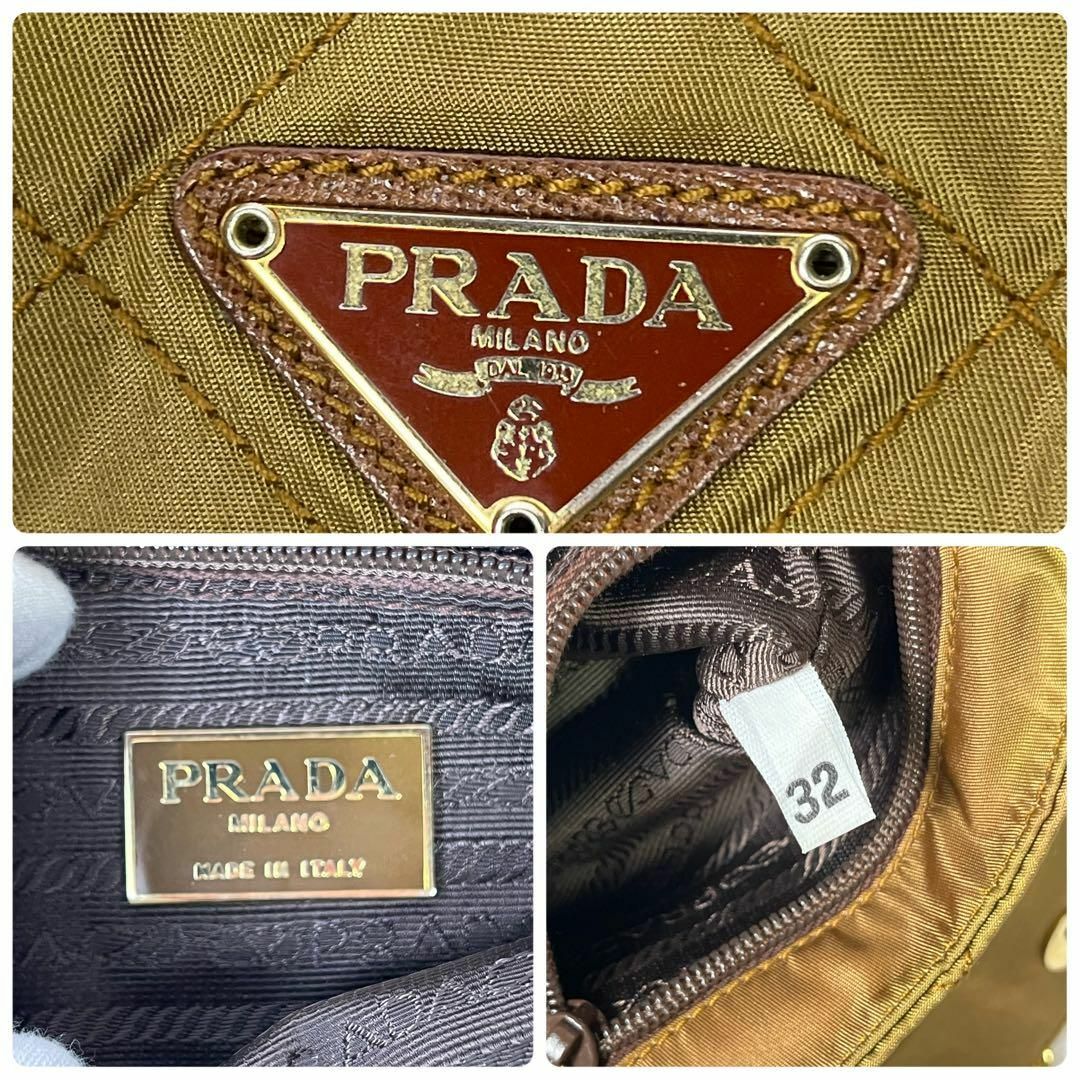 PRADA
MILANO
DAL 1913
PRADA
MILANO
MADE IN ITALY
32